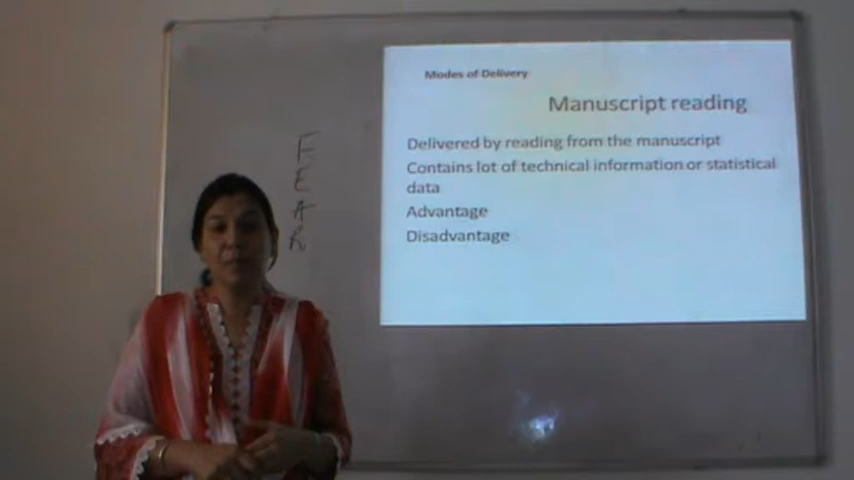 Modes of Delivery
Manuscript reading
Delivered by reading from the manuscript
Contains lot of technical information or statistical
data
Advantage
Disadvantage
F
E
A
R